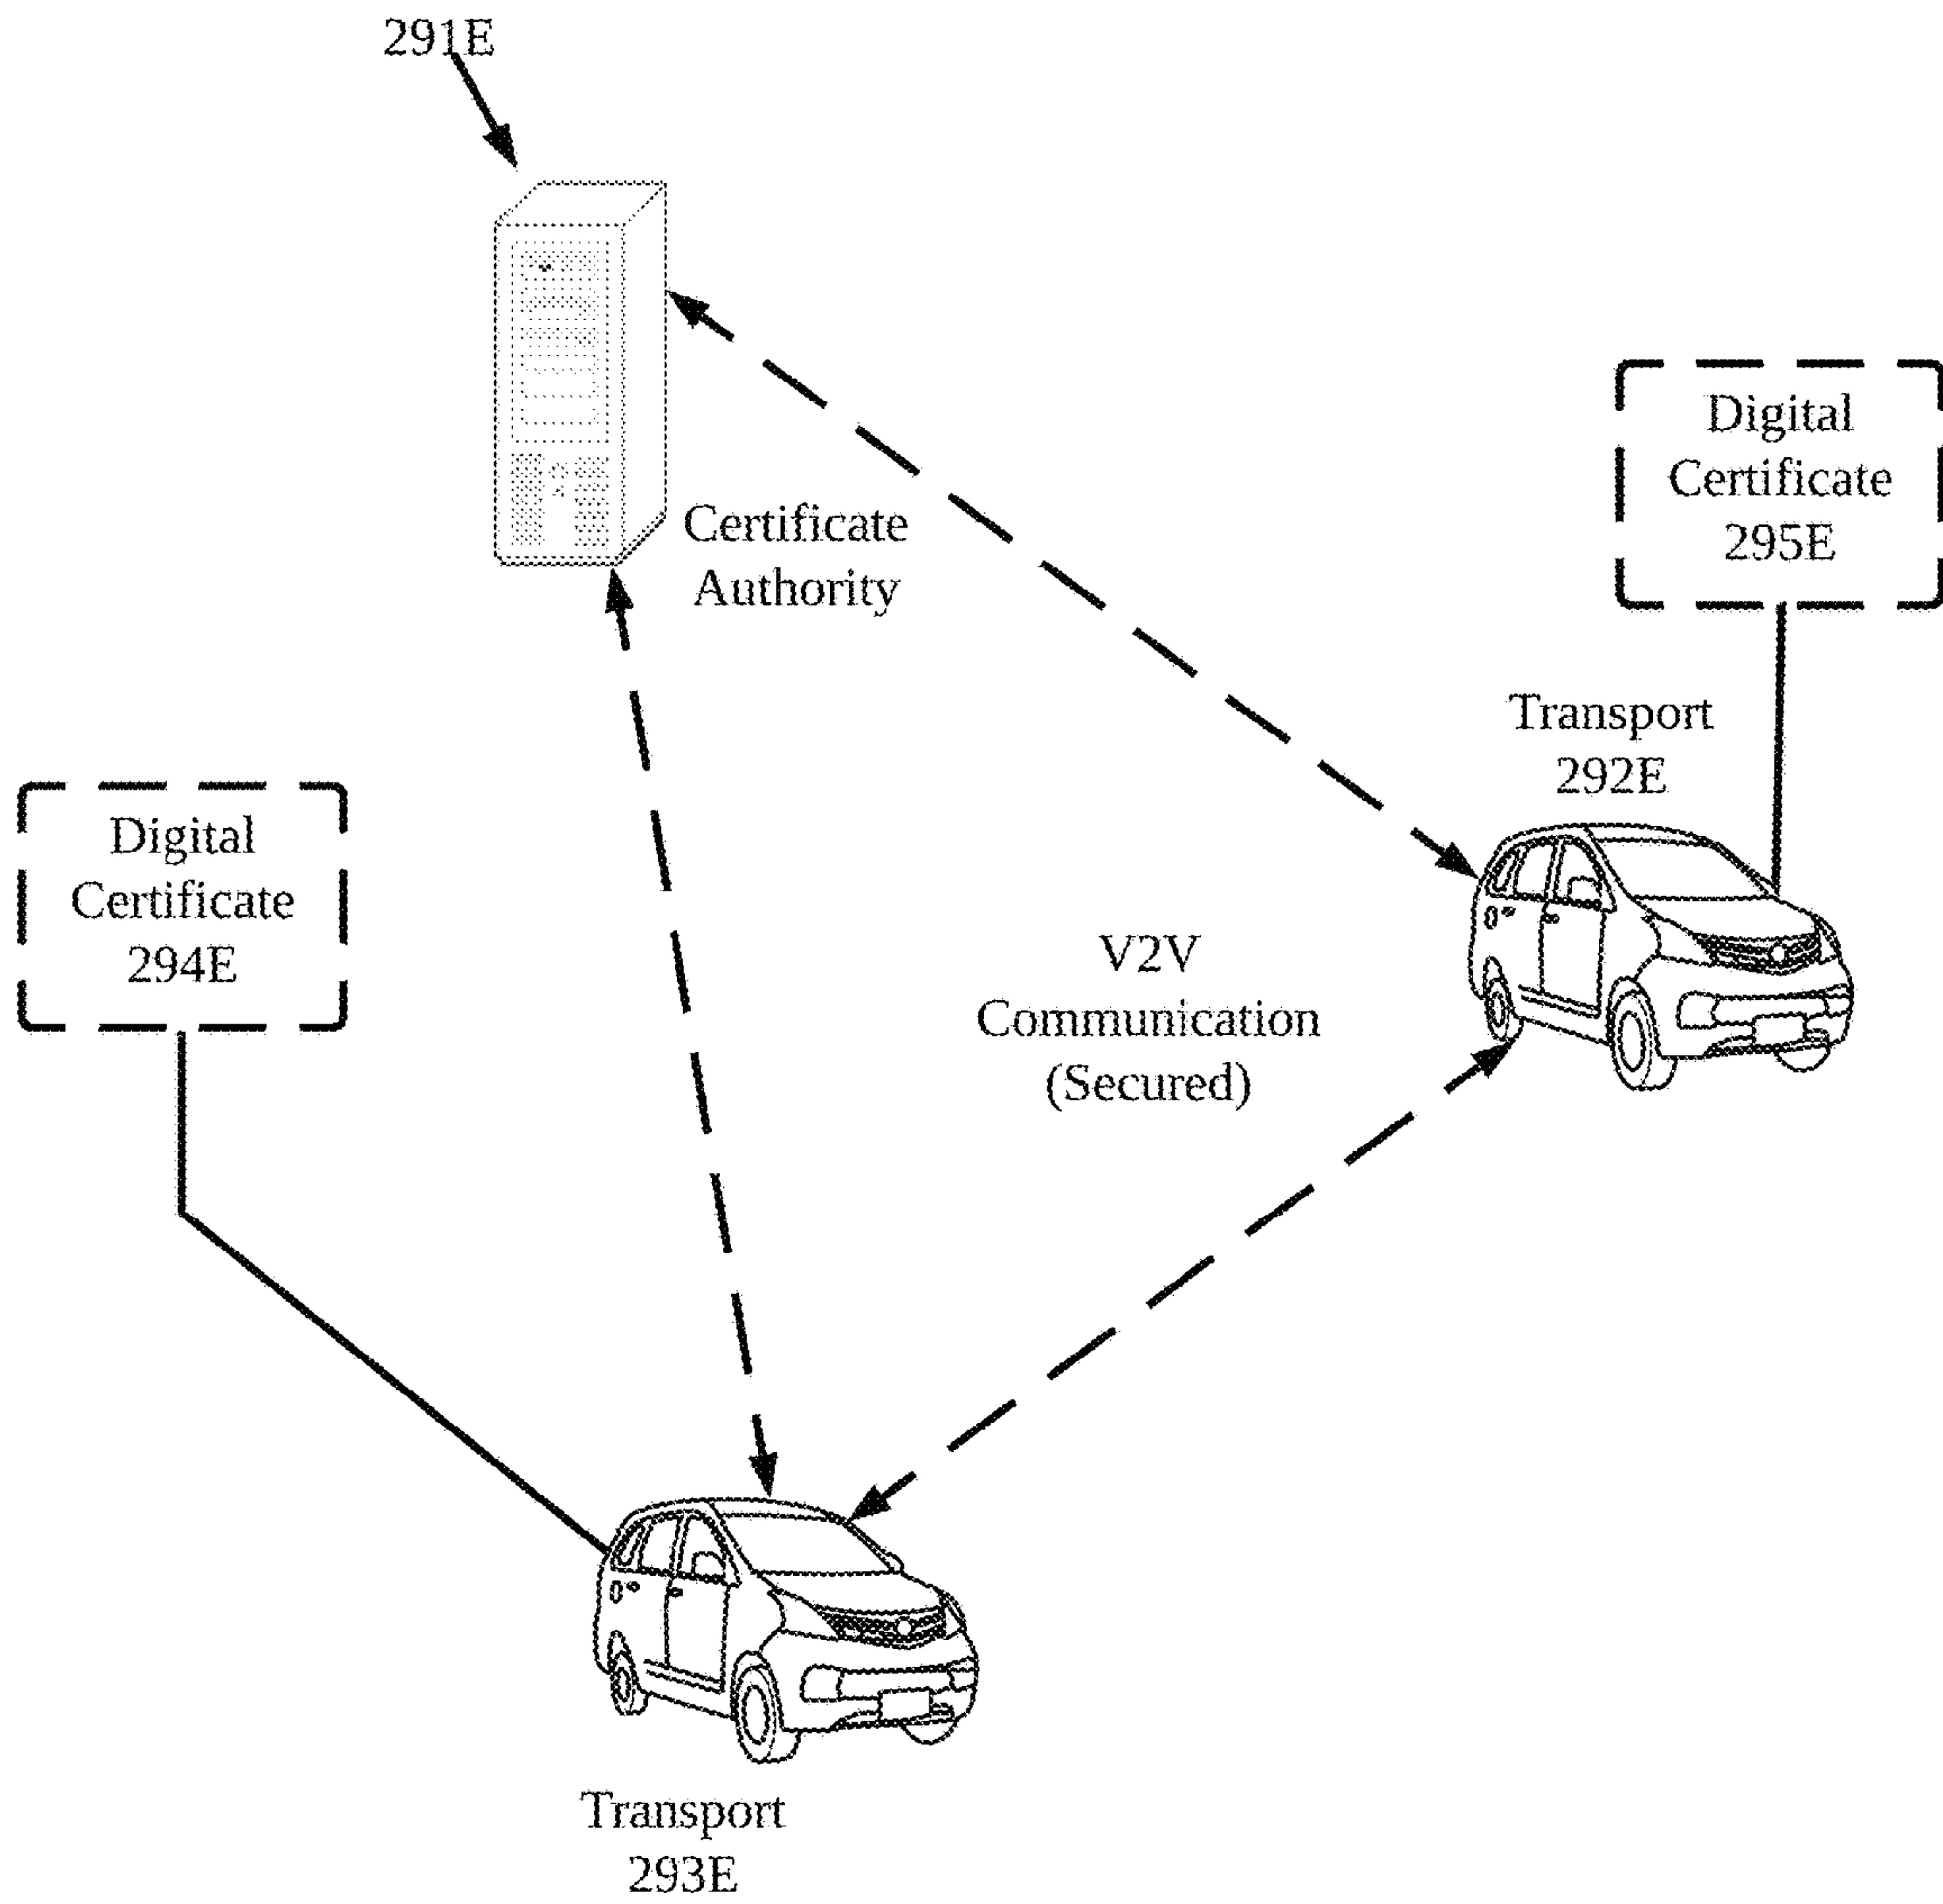 291E
Certificate
Authority
Digital
Certificate
295E
Transport
292E
Digital
Certificate
294E
V2V
Communication
(Secured)
Transport
293E